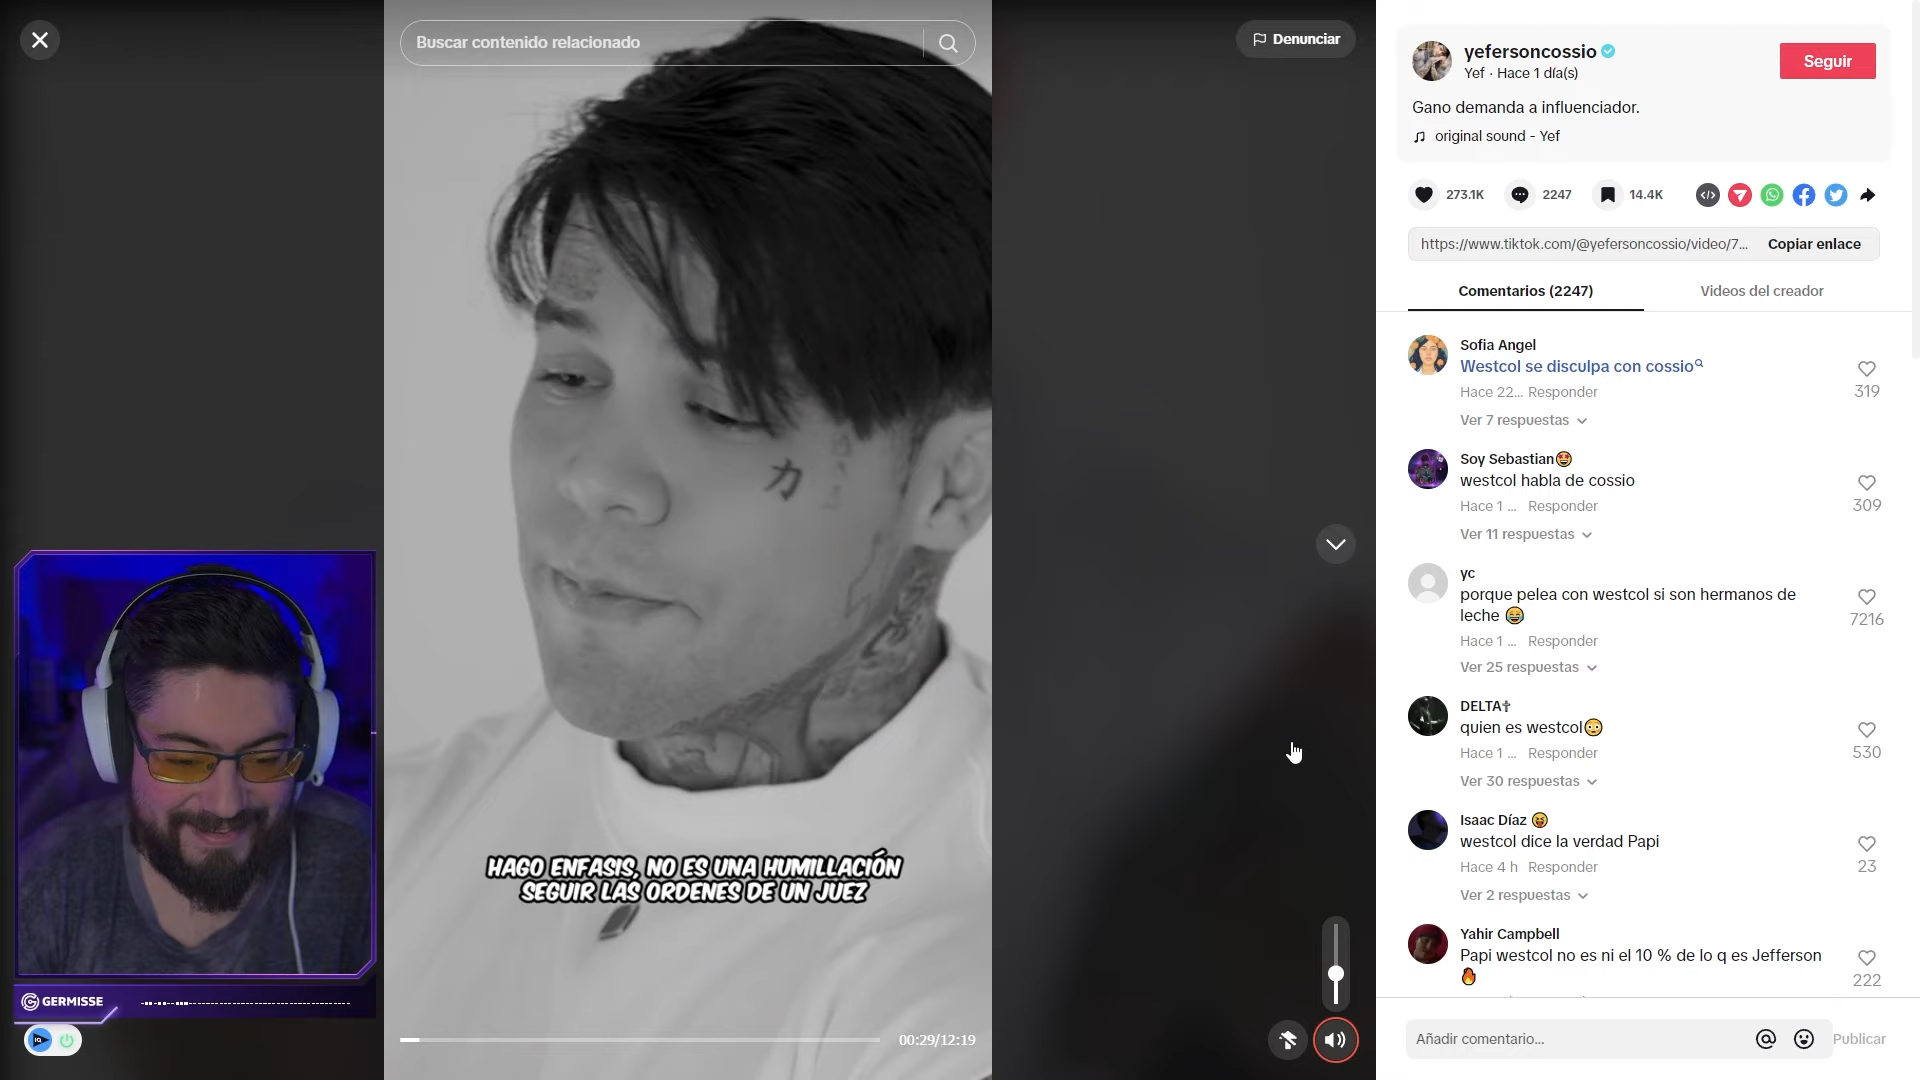 Buscar contenido relacionado
Denunciar
力
HAGO ENFASIS, NO ES UNA HUMILLACIÓN
SEGUIR LAS ORDENES DE UN JUEZ
00:29/12:19
GERMISSE
IQ
yefersoncossio
Yef · Hace 1 día(s)
Seguir
Gano demanda a influenciador.
original sound - Yef
273.1K
2247
14.4K
https://www.tiktok.com/@yefersoncossio/video/7...
Copiar enlace
Comentarios (2247)
Videos del creador
Sofia Angel
Westcol se disculpa con cossio
Hace 22... Responder
319
Ver 7 respuestas
Soy Sebastian🤩
westcol habla de cossio
Hace 1 ... Responder
309
Ver 11 respuestas
yc
porque pelea con westcol si son hermanos de
leche 😂
Hace 1 ... Responder
7216
Ver 25 respuestas
DELTA✝
quien es westcol😳
Hace 1 ... Responder
530
Ver 30 respuestas
Isaac Díaz 😝
westcol dice la verdad Papi
Hace 4 h Responder
23
Ver 2 respuestas
Yahir Campbell
Papi westcol no es ni el 10 % de lo q es Jefferson
🔥
222
Añadir comentario...
Publicar